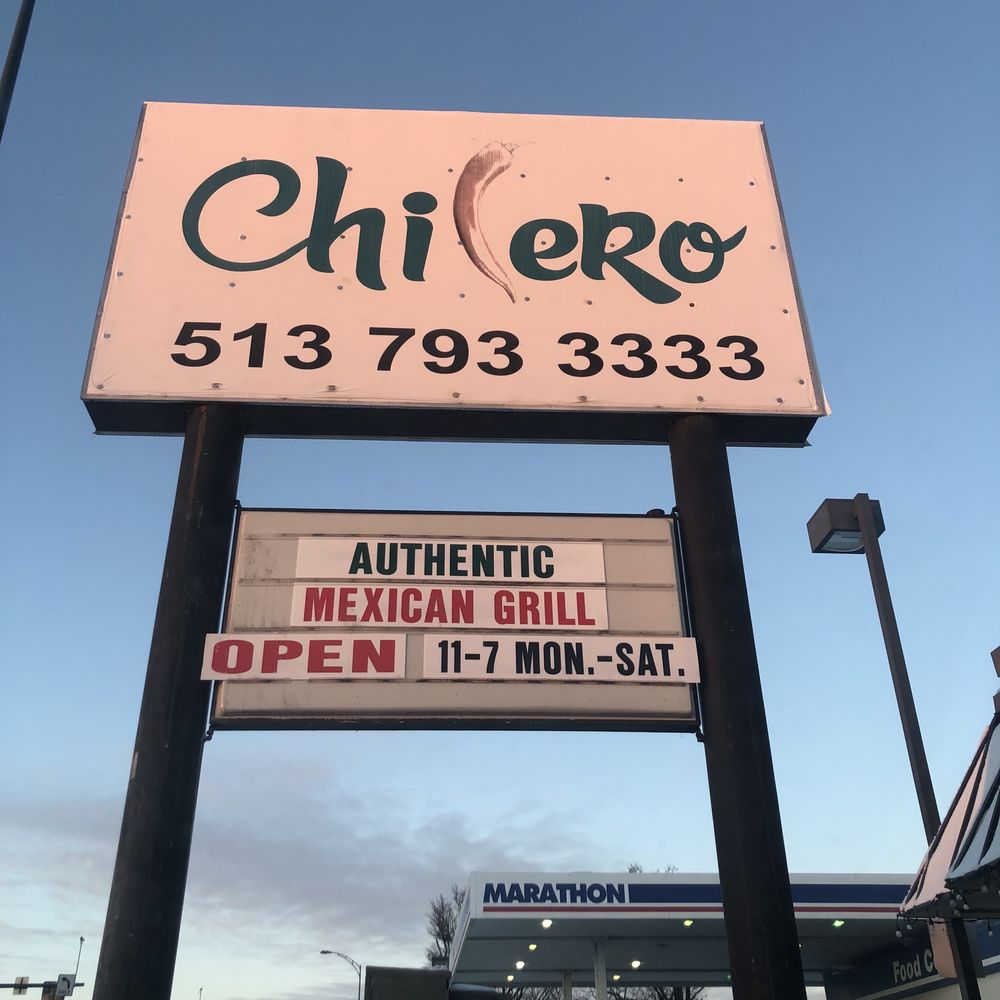 Chilero
513 793 3333
AUTHENTIC
MEXICAN GRILL
OPEN 11-7 MON.-SAT.
MARATHON
Food